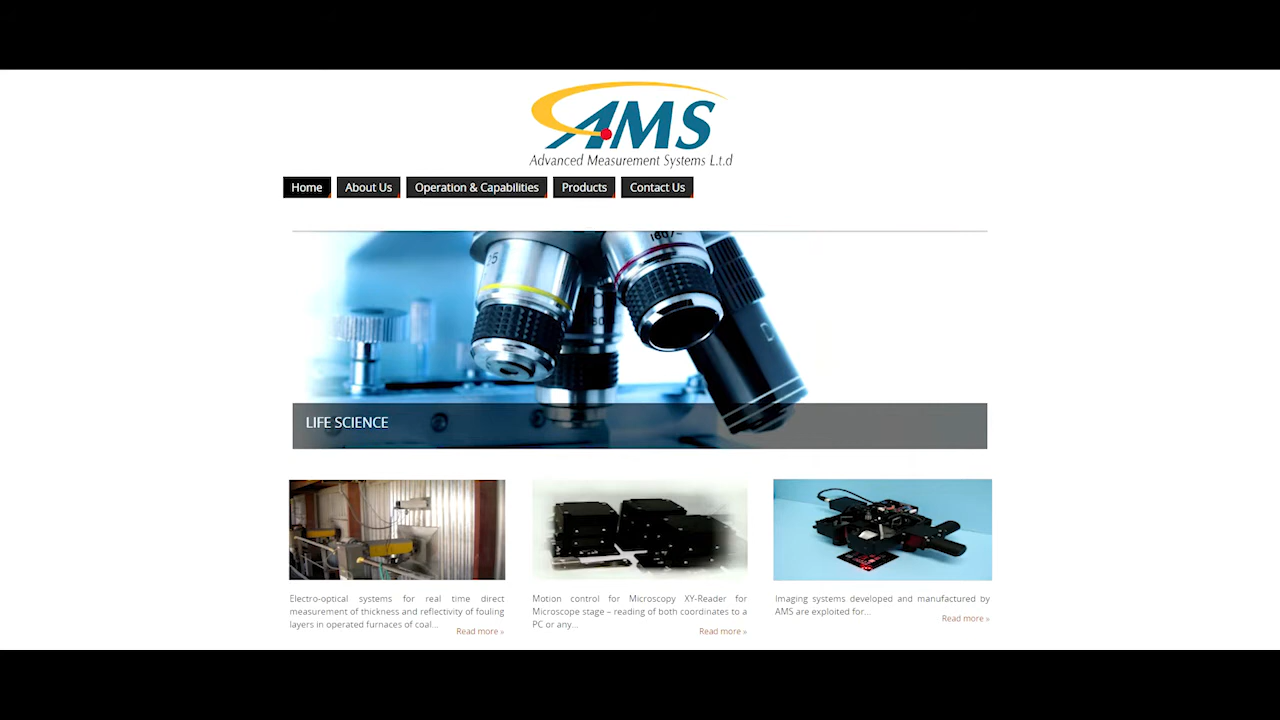 AMS
Advanced Measurement Systems L.t.d
Home About Us Operation & Capabilities Products Contact Us
LIFE SCIENCE
Electro-optical systems for real time direct
measurement of thickness and reflectivity of fouling
layers in operated furnaces of coal...
Read more »
Motion control for Microscopy XY-Reader for
Microscope stage – reading of both coordinates to a
PC or any...
Read more »
Imaging systems developed and manufactured by
AMS are exploited for...
Read more »